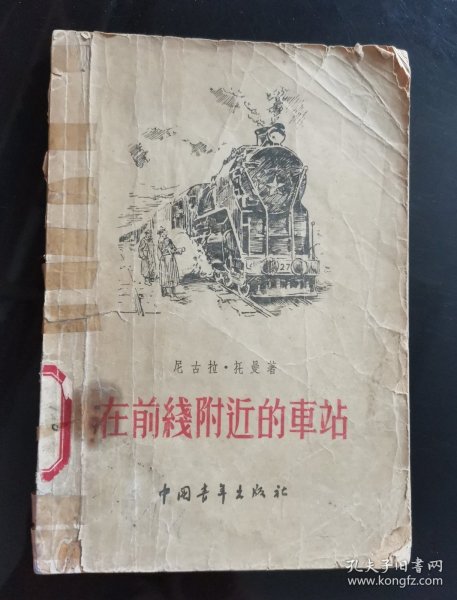 27
尼古拉·托曼著
在前綫附近的車站
中国青年出版社
孔夫子旧书网
www.kongfz.com